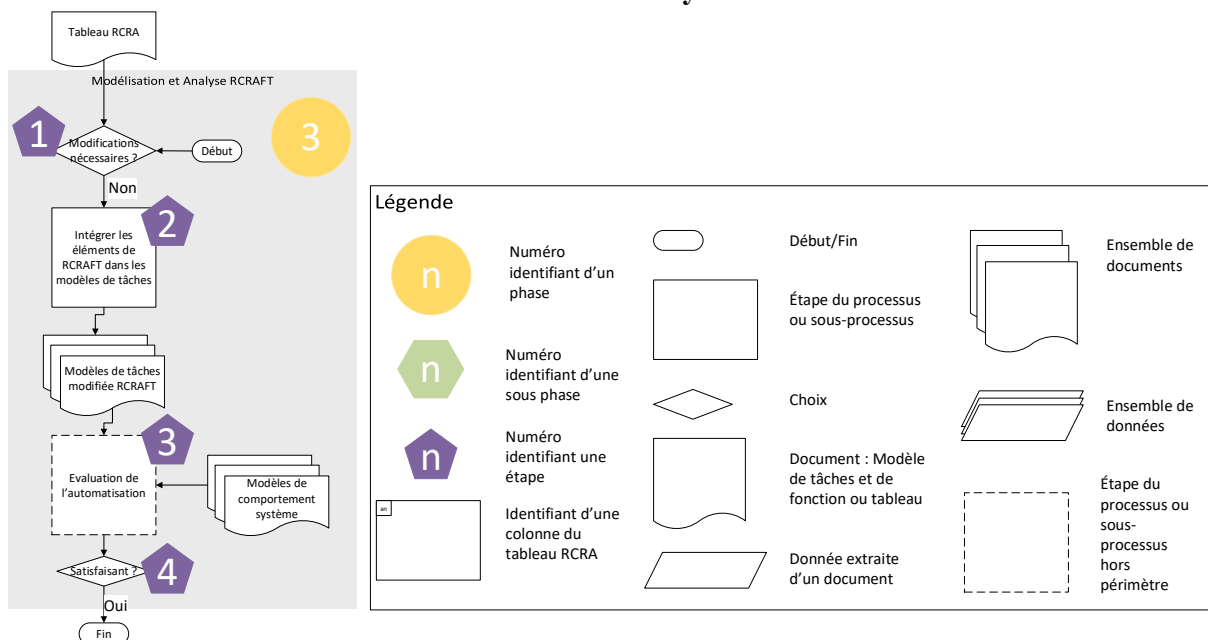 y
Tableau RCRA
Modélisation et Analyse RCRAFT
1
3
Modifications
nécessaires ?
Début
Non
2
Intégrer les
éléments de
RCRAFT dans les
modèles de tâches
Modèles de tâches
modifiée RCRAFT
3
Evaluation de
l'automatisation
Modèles de
comportement
système
Satisfaisant ?
4
Oui
Fin
Légende
n
Numéro
identifiant d'un
phase
n
Numéro
identifiant d'une
sous phase
n
Numéro
identifiant une
étape
an
Identifiant d'une
colonne du
tableau RCRA
Début/Fin
Étape du processus
ou sous-processus
Choix
Document : Modèle
de tâches et de
fonction ou tableau
Donnée extraite
d'un document
Ensemble de
documents
Ensemble de
données
Étape du
processus ou
sous-
processus
hors
périmètre